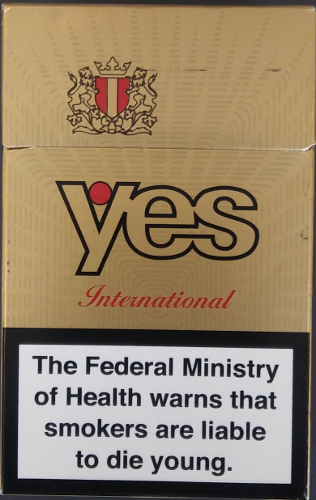 yes
International
The Federal Ministry
of Health warns that
smokers are liable
to die young.